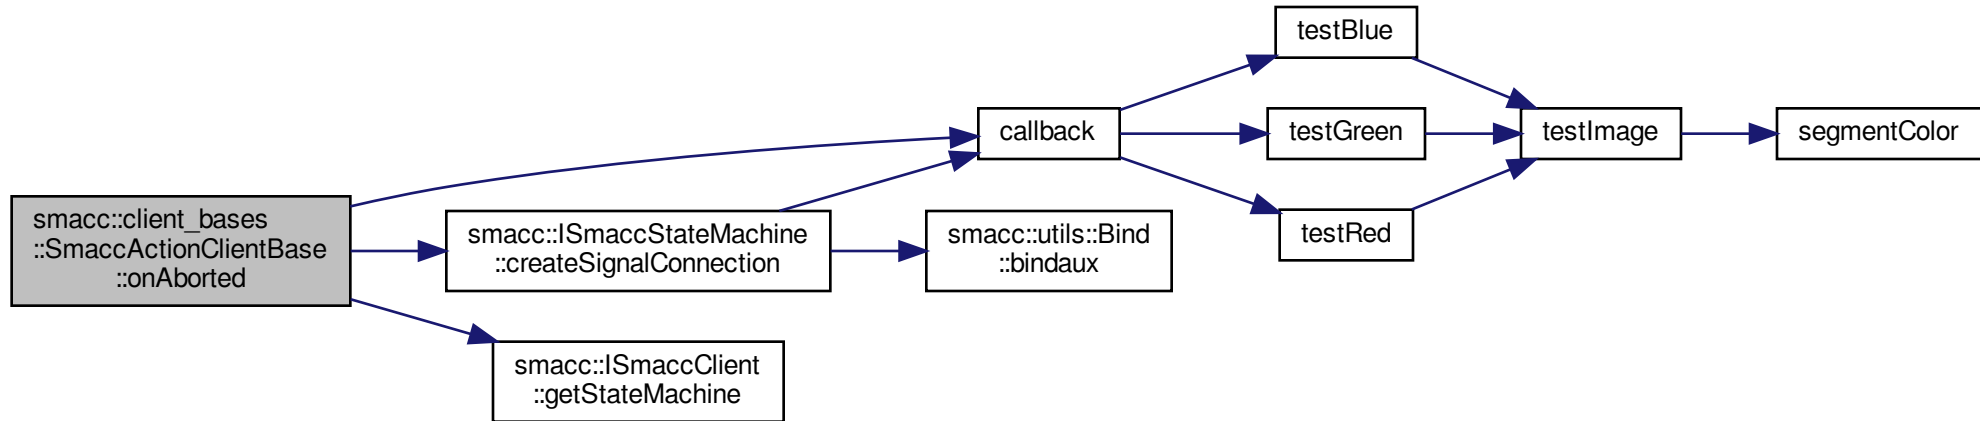 smacc::client_bases
::SmaccActionClientBase
::onAborted
smacc::ISmaccStateMachine
::createSignalConnection
smacc::ISmaccClient
::getStateMachine
callback
smacc::utils::Bind
::bindaux
testBlue
testGreen
testRed
testImage
segmentColor